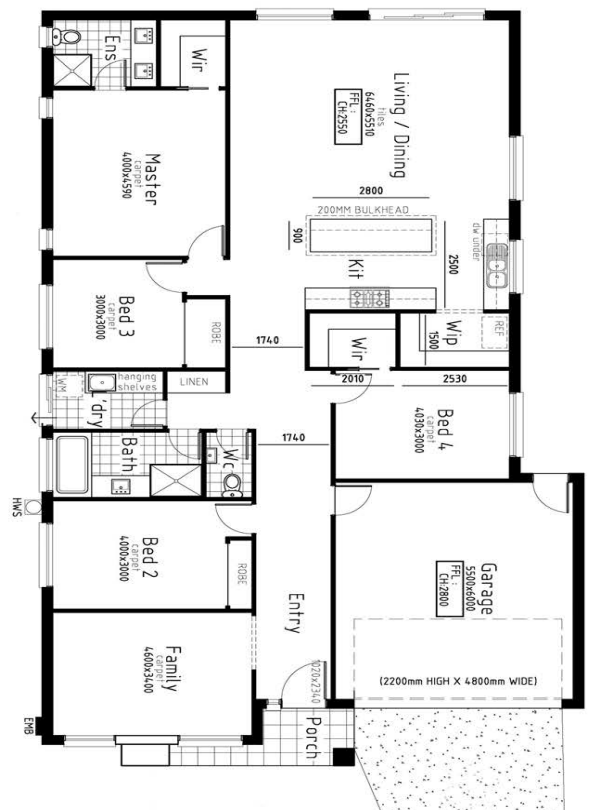 Ens
Wir
Living / Dining
6460x5510
tiles
FFL :
CH:2550
Master
carpet
4000x4590
2800
200MM BULKHEAD
900
dw under
2500
Kit
Bed 3
carpet
3000x3000
ROBE
1740
Wir
Wip
1500
REF
WM
hanging
shelves
LINEN
L'dry
2010
2530
Bed 4
carpet
4030x3000
Bath
Wc
1740
HWS
Bed 2
carpet
4000x3000
ROBE
Garage
5500x6000
FFL :
CH:2800
Entry
Family
carpet
4600x3400
1020x2340
(2200mm HIGH X 4800mm WIDE)
EMB
Porch